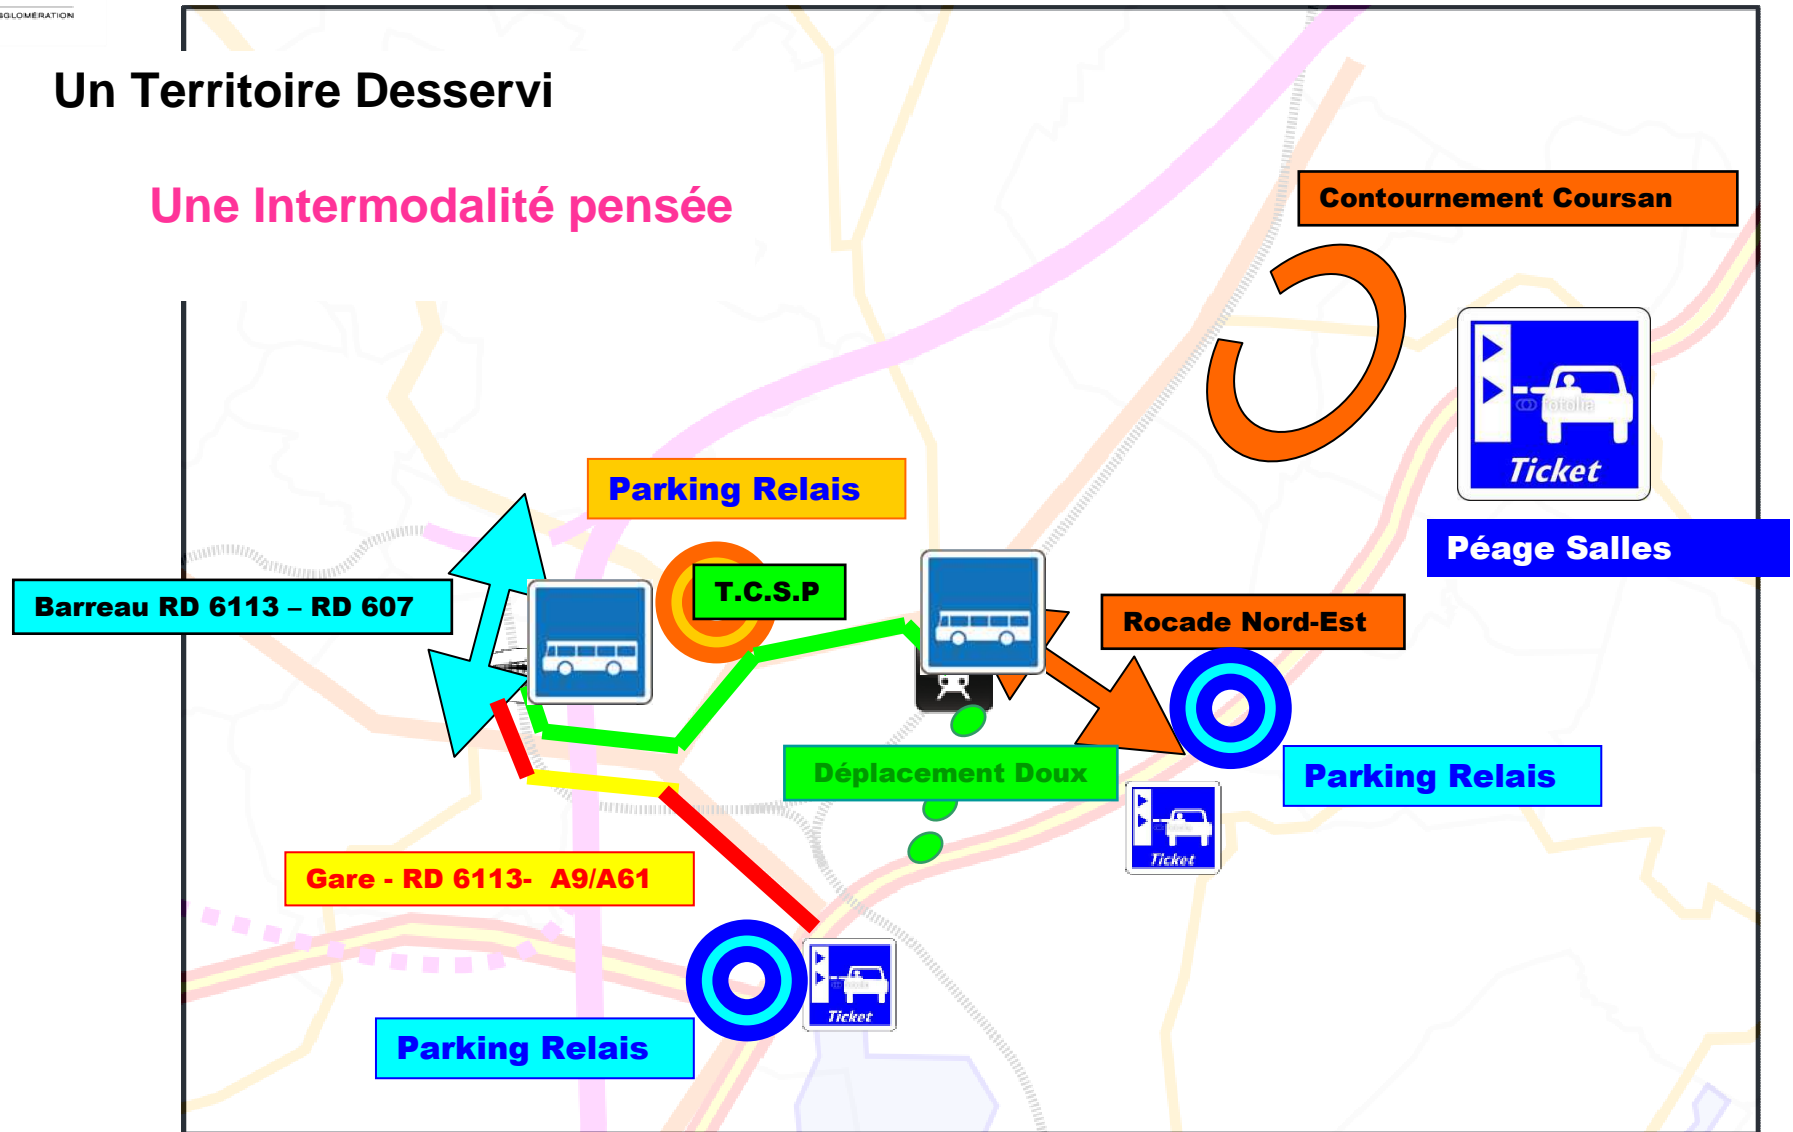 Un Territoire Desservi
Une Intermodalité pensée
Contournement Coursan
fotolia
Ticket
Parking Relais
Péage Salles
T.C.S.P
Barreau RD 6113 – RD 607
Rocade Nord-Est
Déplacement Doux
Parking Relais
Ticket
Gare - RD 6113- A9/A61
Ticket
Parking Relais